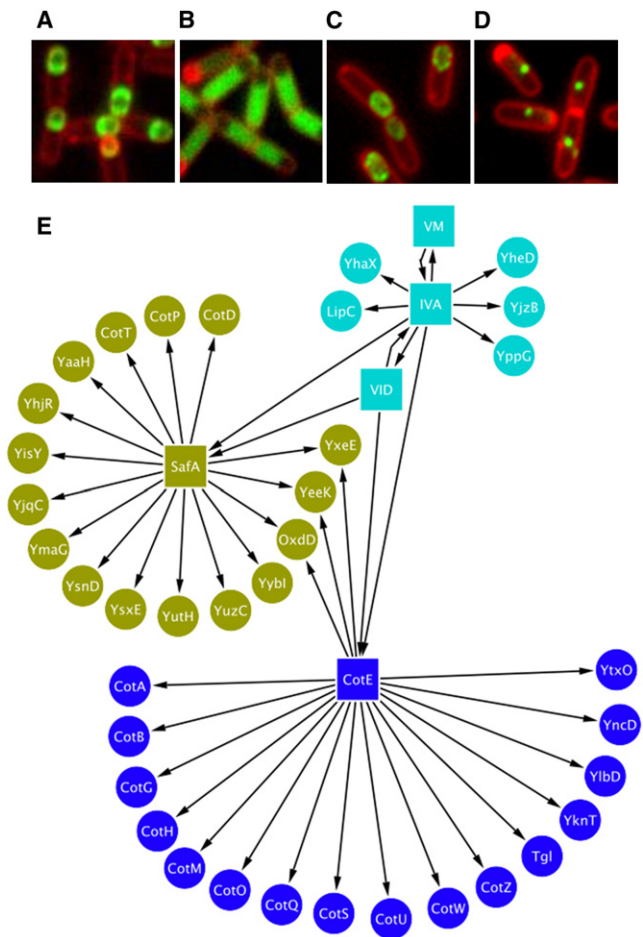 A
B
C
D
E
VM
YhaX
YheD
LipC
IVA
YjzB
YppG
VID
CotT
CotP
CotD
YaaH
YhjR
YisY
SafA
YxeE
YjqC
YeeK
YmaG
OxdD
YsnD
YybI
YsxE
YutH
YuzC
CotA
CotE
YtxO
CotB
YncD
CotG
YlbD
CotH
YknT
CotM
Tgl
CotO
CotZ
CotQ
CotW
CotS
CotU